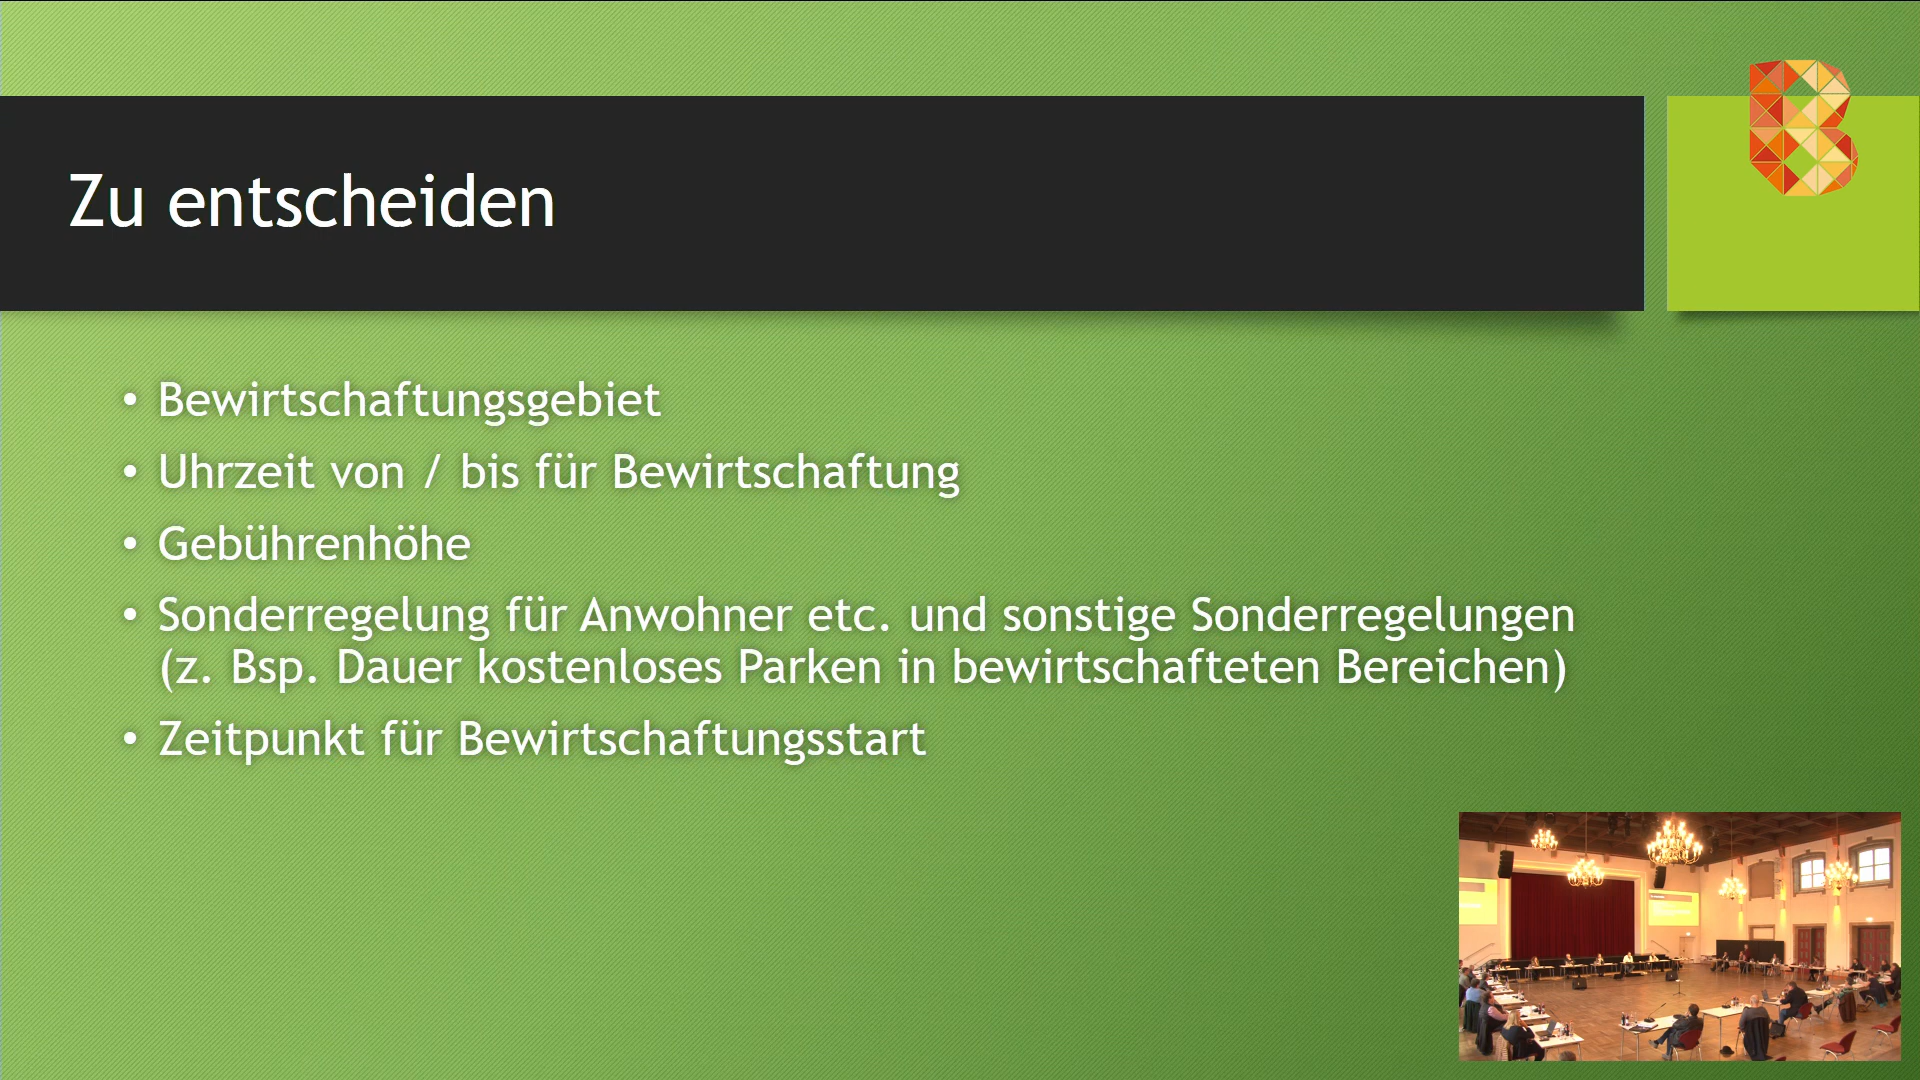 Zu entscheiden
• Bewirtschaftungsgebiet
• Uhrzeit von / bis für Bewirtschaftung
• Gebührenhöhe
• Sonderregelung für Anwohner etc. und sonstige Sonderregelungen
(z. Bsp. Dauer kostenloses Parken in bewirtschafteten Bereichen)
• Zeitpunkt für Bewirtschaftungsstart